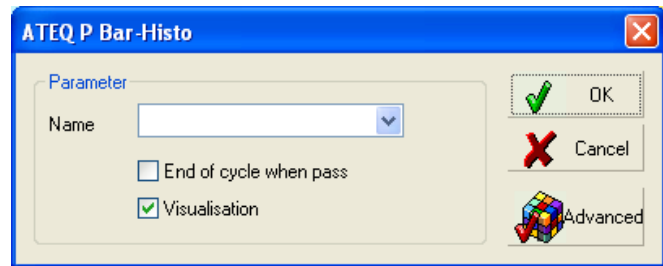 ATEQ P Bar-Histo
Parameter
Name
End of cycle when pass
Visualisation
OK
Cancel
Advanced